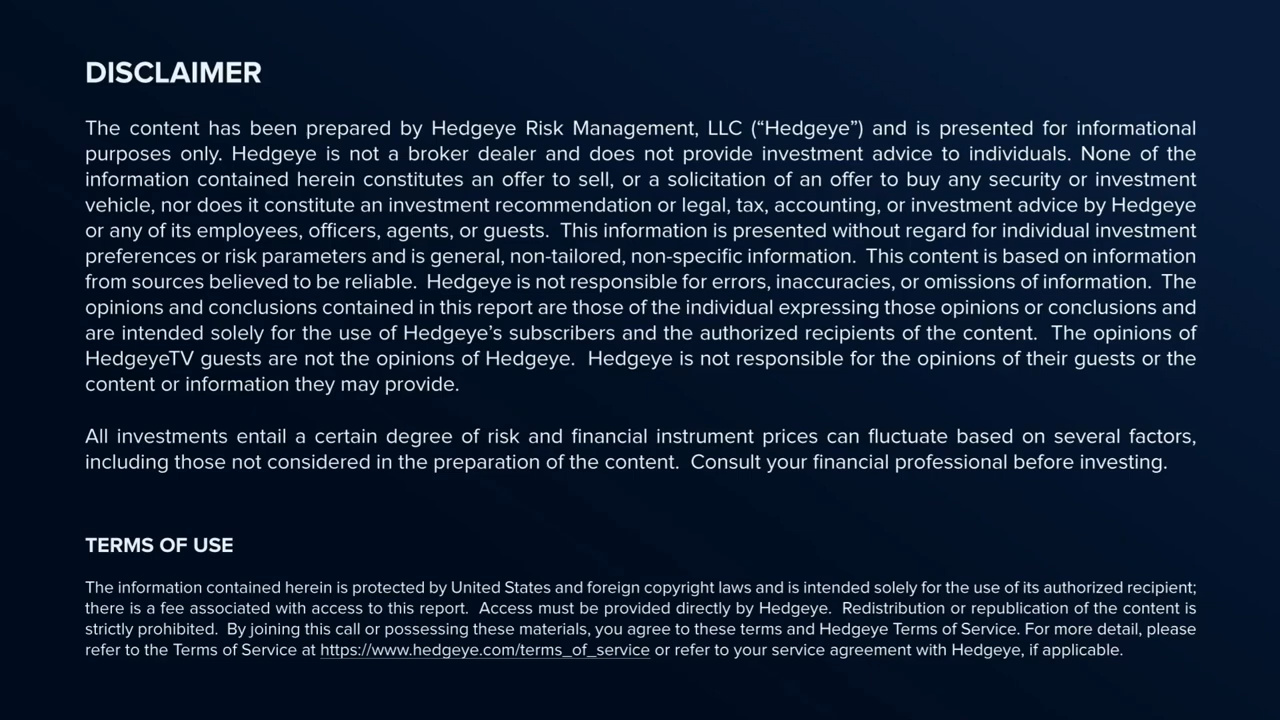 DISCLAIMER
The content has been prepared by Hedgeye Risk Management, LLC (“Hedgeye”) and is presented for informational
purposes only. Hedgeye is not a broker dealer and does not provide investment advice to individuals. None of the
information contained herein constitutes an offer to sell, or a solicitation of an offer to buy any security or investment
vehicle, nor does it constitute an investment recommendation or legal, tax, accounting, or investment advice by Hedgeye
or any of its employees, officers, agents, or guests.  This information is presented without regard for individual investment
preferences or risk parameters and is general, non-tailored, non-specific information.  This content is based on information
from sources believed to be reliable.  Hedgeye is not responsible for errors, inaccuracies, or omissions of information.  The
opinions and conclusions contained in this report are those of the individual expressing those opinions or conclusions and
are intended solely for the use of Hedgeye’s subscribers and the authorized recipients of the content.  The opinions of
HedgeyeTV guests are not the opinions of Hedgeye.  Hedgeye is not responsible for the opinions of their guests or the
content or information they may provide.
All investments entail a certain degree of risk and financial instrument prices can fluctuate based on several factors,
including those not considered in the preparation of the content.  Consult your financial professional before investing.
TERMS OF USE
The information contained herein is protected by United States and foreign copyright laws and is intended solely for the use of its authorized recipient;
there is a fee associated with access to this report.  Access must be provided directly by Hedgeye.  Redistribution or republication of the content is
strictly prohibited.  By joining this call or possessing these materials, you agree to these terms and Hedgeye Terms of Service. For more detail, please
refer to the Terms of Service at https://www.hedgeye.com/terms_of_service or refer to your service agreement with Hedgeye, if applicable.